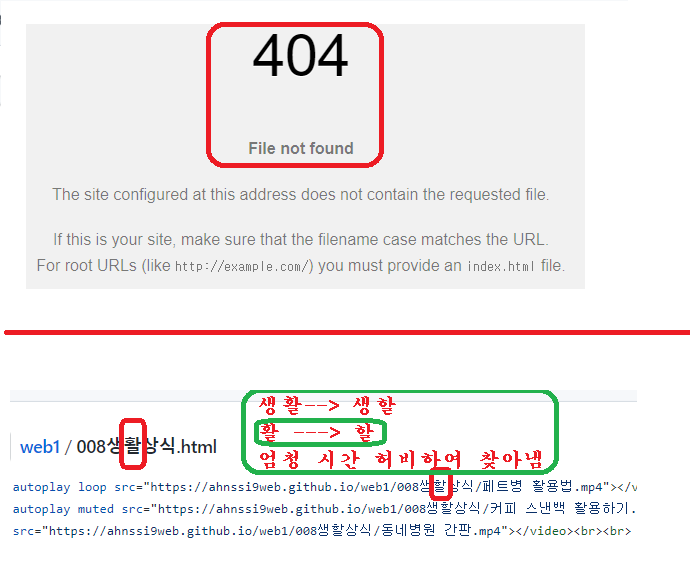 404
File not found
The site configured at this address does not contain the requested file.
If this is your site, make sure that the filename case matches the URL.
For root URLs (like http://example.com/) you must provide an index.html file.
생활--> 생할
활 ---> 할
엄청 시간 허비하여 찾아냄
web1 / 008생활상식.html
autoplay loop src="https://ahnssi9web.github.io/web1/008생할상식/페트병 활용법.mp4"></v
autoplay muted src="https://ahnssi9web.github.io/web1/008생할상식/커피 스낸백 활용하기.
src="https://ahnssi9web.github.io/web1/008생할상식/동네병원 간판.mp4"></video><br><br>